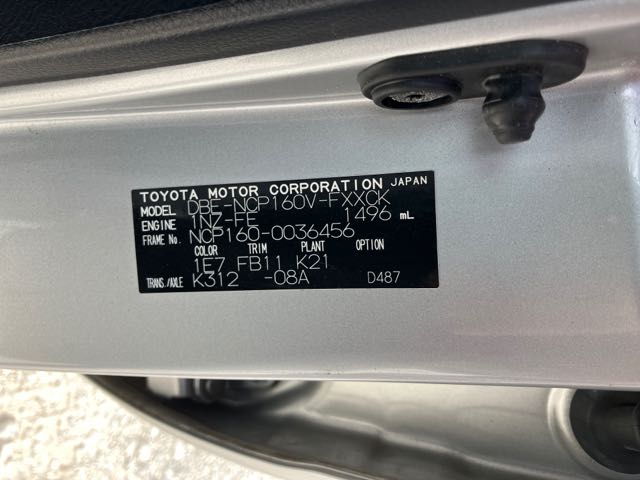 TOYOTA MOTOR CORPORATION JAPAN
MODEL DBE-NCP160V-FXXCK
ENGINE 1NZ-FE 1496 mL
FRAME No. NCP160-0036456
COLOR TRIM PLANT
1E7 FB11 K21
TRANS./AXLE K312 -08A D487